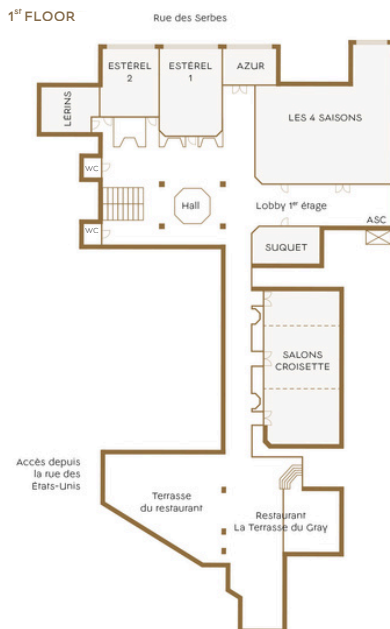 1st FLOOR
Rue des Serbes
ESTÉREL
2
ESTÉREL
1
AZUR
LÉRINS
LES 4 SAISONS
WC
Hall
Lobby 1er étage
ASC
WC
SUQUET
SALONS
CROISETTE
Accès depuis
la rue des
États-Unis
Terrasse
du restaurant
Restaurant
La Terrasse du Gray